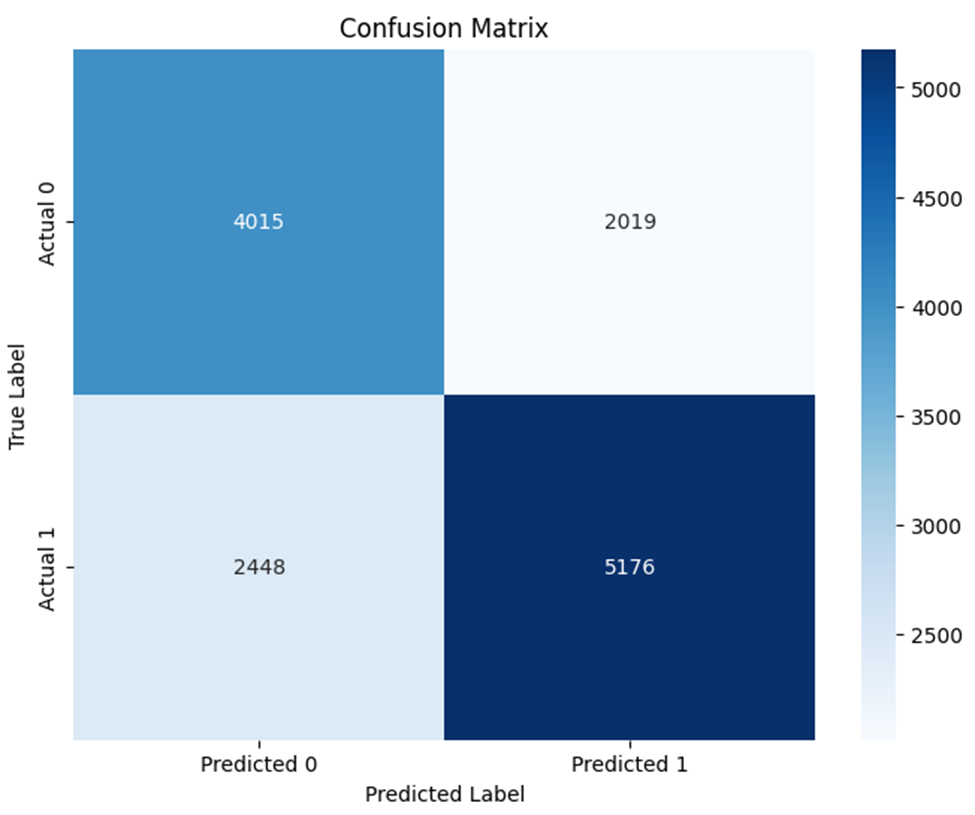 Confusion Matrix
True Label
Actual 0
4015
2019
Actual 1
2448
5176
Predicted 0
Predicted 1
Predicted Label
5000
4500
4000
3500
3000
2500